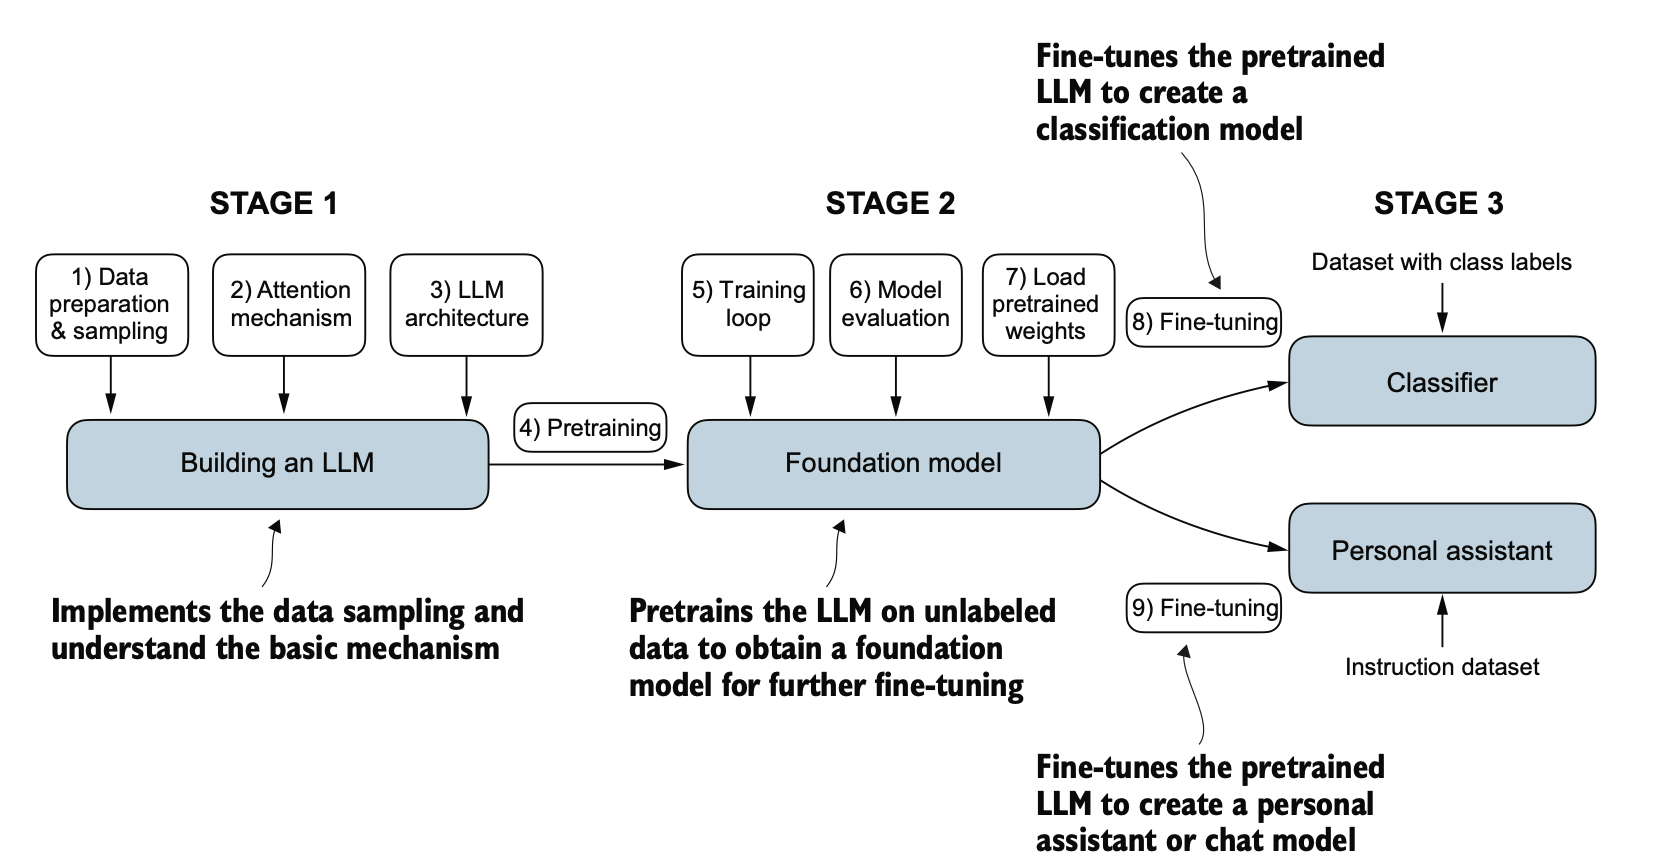 Fine-tunes the pretrained
LLM to create a
classification model
STAGE 1
STAGE 2
STAGE 3
1) Data
preparation
& sampling
2) Attention
mechanism
3) LLM
architecture
5) Training
loop
6) Model
evaluation
7) Load
pretrained
weights
8) Fine-tuning
Dataset with class labels
Classifier
4) Pretraining
Building an LLM
Foundation model
Personal assistant
Implements the data sampling and
understand the basic mechanism
Pretrains the LLM on unlabeled
data to obtain a foundation
model for further fine-tuning
9) Fine-tuning
Instruction dataset
Fine-tunes the pretrained
LLM to create a personal
assistant or chat model